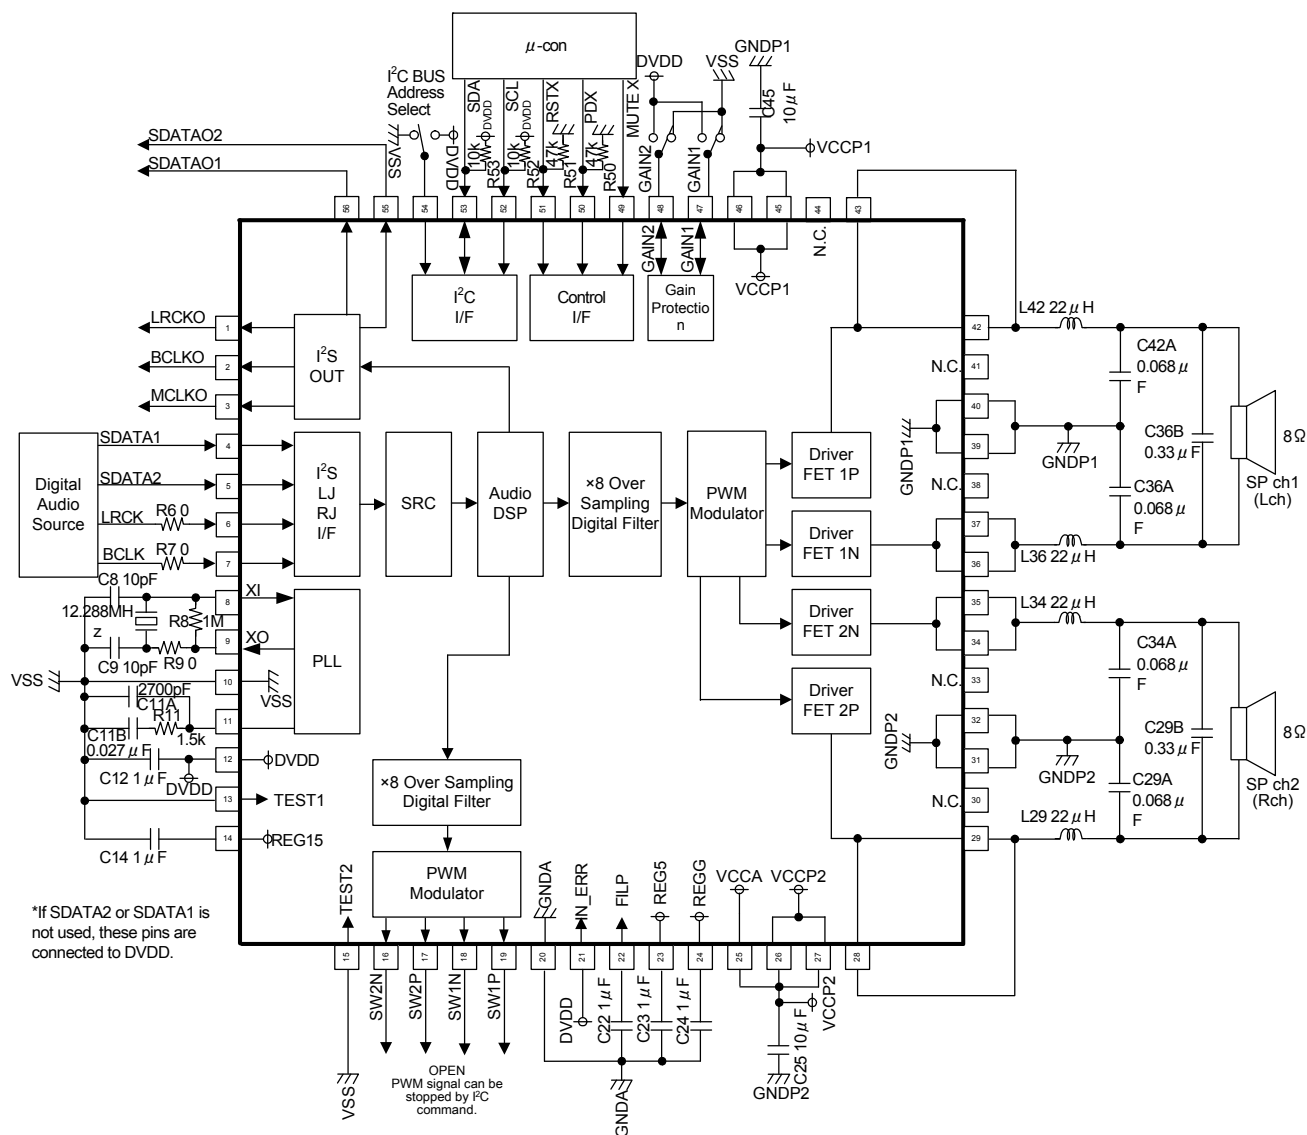 μ-con
GNDP1
DVDD
VSS
I²C BUS
Address
Select
SDA
SCL
RSTX
PDX
MUTE X
C45
10μF
SDATAO2
SDATAO1
VSS
DVDD
10k
DVDD
R53
10k
DVDD
R52
47k
R51
47k
R50
GAIN2
GAIN1
VCCP1
56
55
54
53
52
51
50
49
48
47
46
45
44
43
GAIN2
GAIN1
N.C.
VCCP1
I²C
I/F
Control
I/F
Gain
Protectio
n
LRCKO
1
BCLKO
2
MCLKO
3
I²S
OUT
L42 22μH
42
N.C.
41
40
39
GNDP1
GNDP1
N.C.
38
37
36
L36 22μH
C42A
0.068μ
F
C36B
0.33μF
C36A
0.068μ
F
8Ω
SP ch1
(Lch)
Digital
Audio
Source
SDATA1
4
SDATA2
5
LRCK
R6 0
6
BCLK
R7 0
7
I²S
LJ
RJ
I/F
SRC
Audio
DSP
×8 Over
Sampling
Digital Filter
PWM
Modulator
Driver
FET 1P
Driver
FET 1N
Driver
FET 2N
Driver
FET 2P
C8 10pF
XI
8
12.288MH
z
R8
1M
XO
9
C9 10pF
R9 0
PLL
VSS
10
VSS
2700pF
C11A
R11
11
C11B
1.5k
0.027μF
12
DVDD
C12 1μF
DVDD
13
TEST1
14
REG15
C14 1μF
35
L34 22μH
34
N.C.
33
32
31
GNDP2
GNDP2
N.C.
30
L29 22μH
29
C34A
0.068μ
F
C29B
0.33μF
C29A
0.068μ
F
8Ω
SP ch2
(Rch)
×8 Over Sampling
Digital Filter
PWM
Modulator
*If SDATA2 or SDATA1 is
not used, these pins are
connected to DVDD.
TEST2
GNDA
IN_ERR
FILP
REG5
REGG
VCCA
VCCP2
15
16
17
18
19
20
21
22
23
24
25
26
27
28
SW2N
SW2P
SW1N
SW1P
DVDD
C22 1μF
C23 1μF
C24 1μF
C25 10μF
VCCP2
VSS
OPEN
PWM signal can be
stopped by I²C
command.
GNDA
GNDP2